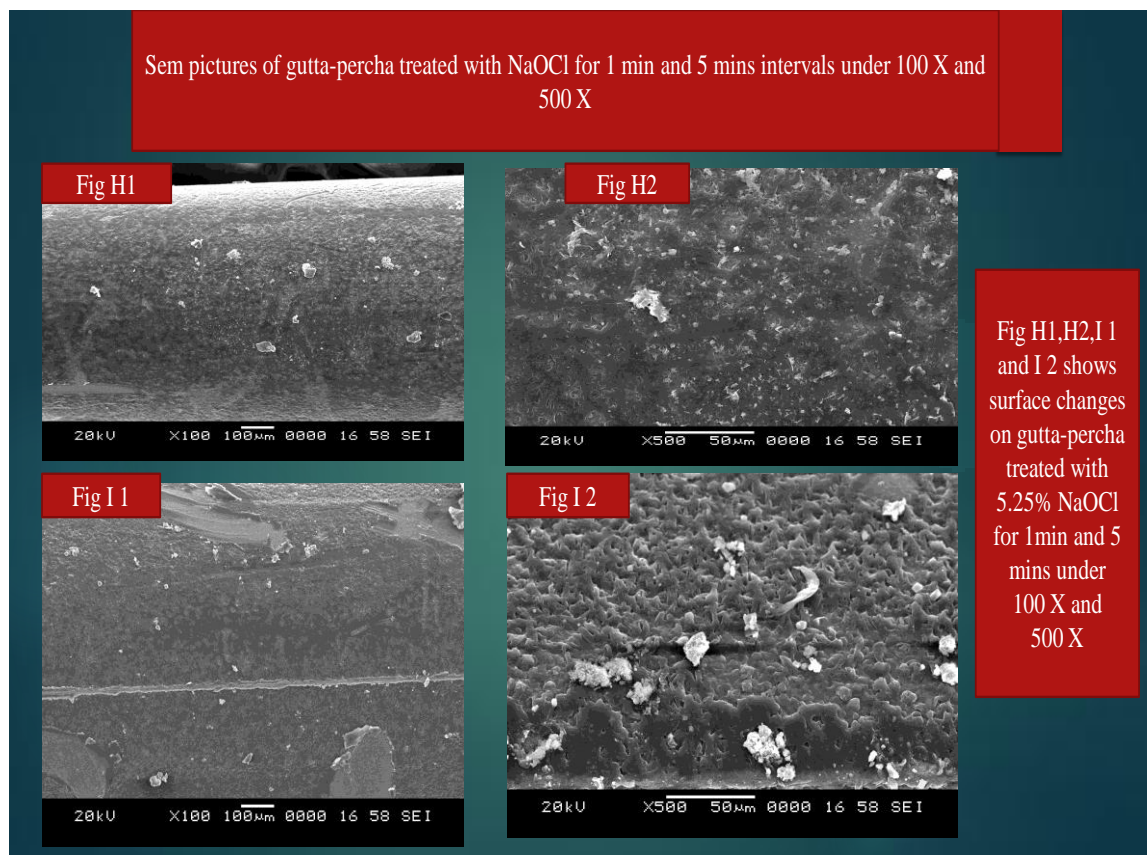 Sem pictures of gutta-percha treated with NaOCl for 1 min and 5 mins intervals under 100 X and
500 X
Fig H1
20kU X100 100µm 0000 16 58 SEI
Fig H2
20kU X500 50µm 0000 16 58 SEI
Fig I 1
20kU X100 100µm 0000 16 58 SEI
Fig I 2
20kU X500 50µm 0000 16 58 SEI
Fig H1,H2,I 1
and I 2 shows
surface changes
on gutta-percha
treated with
5.25% NaOCl
for 1min and 5
mins under
100 X and
500 X